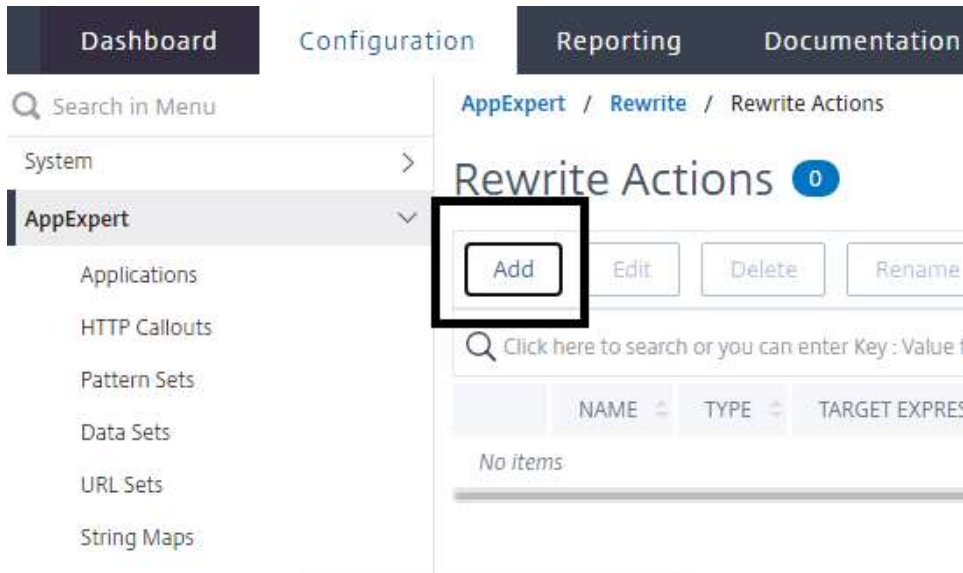 Dashboard Configuration Reporting Documentation
Search in Menu
AppExpert / Rewrite / Rewrite Actions
System
Rewrite Actions 0
AppExpert
Add Edit Delete Rename
Applications
HTTP Callouts
Click here to search or you can enter Key : Value
Pattern Sets
NAME TYPE TARGET EXPRES
Data Sets
No items
URL Sets
String Maps